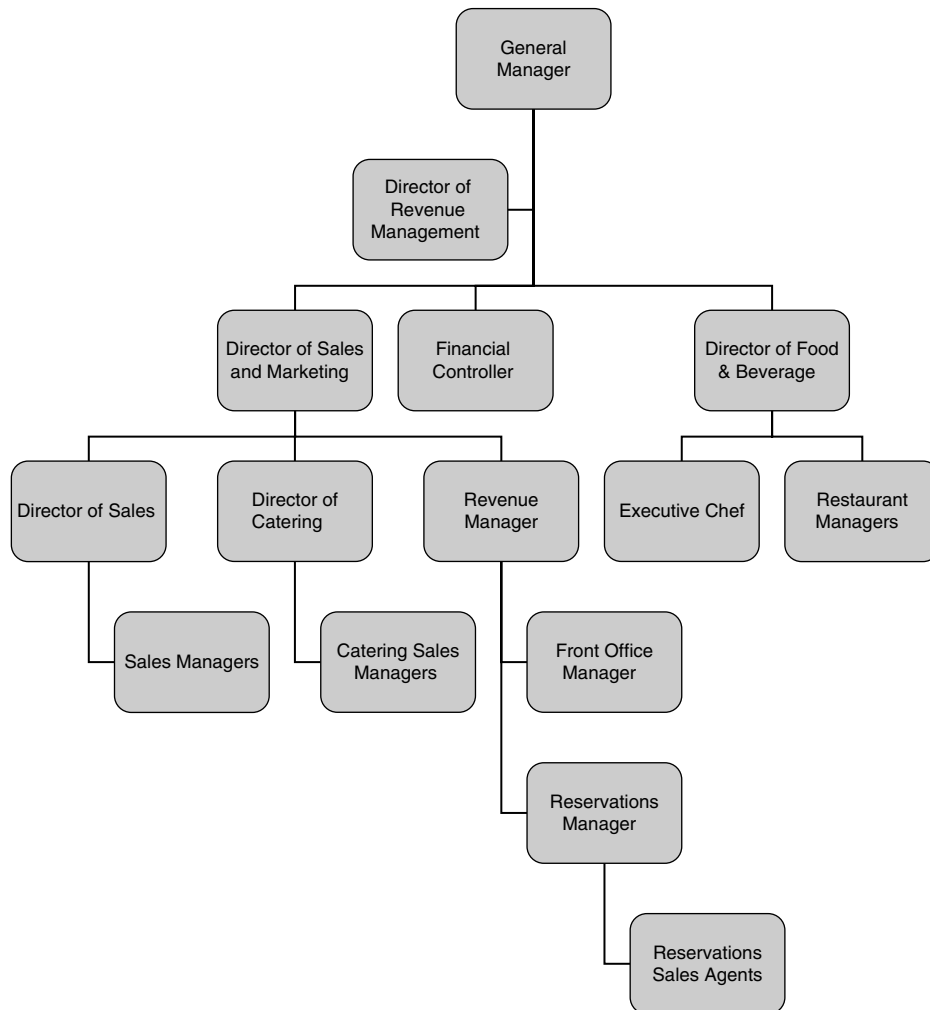 General
Manager
Director of
Revenue
Management
Director of Sales
and Marketing
Financial
Controller
Director of Food
& Beverage
Director of Sales
Director of
Catering
Revenue
Manager
Executive Chef
Restaurant
Managers
Sales Managers
Catering Sales
Managers
Front Office
Manager
Reservations
Manager
Reservations
Sales Agents